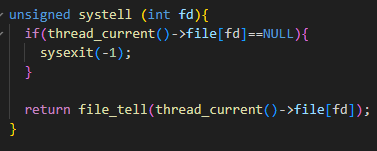 unsigned systell (int fd){
  if(thread_current()->file[fd]==NULL){
    sysexit(-1);
  }

  return file_tell(thread_current()->file[fd]);
}